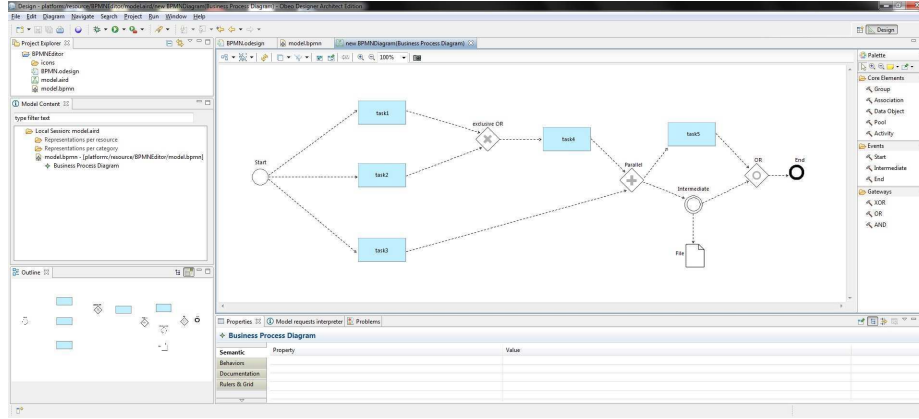 Design - platform:/resource/BPMNEditor/model.aird/new BPMNDiagram(Business Process Diagram) - Obeo Designer Architect Edition
File Edit Diagram Navigate Search Project Run Window Help
100%
Design
Project Explorer
BPMNEditor
icons
BPMN.odesign
model.aird
model.bpmn
Model Content
type filter text
Local Session: model.aird
Representations per resource
Representations per category
model.bpmn - [platform:/resource/BPMNEditor/model.bpmn]
Business Process Diagram
Outline
BPMN.odesign
model.bpmn
new BPMNDiagram(Business Process Diagram)
task1
exclusive OR
task4
task5
Start
task2
Parallel
OR
End
Intermediate
task3
File
Palette
Core Elements
Group
Association
Data Object
Pool
Activity
Events
Start
Intermediate
End
Gateways
XOR
OR
AND
Properties
Model requests interpreter
Problems
Business Process Diagram
Semantic
Behaviors
Documentation
Rulers & Grid
Property
Value